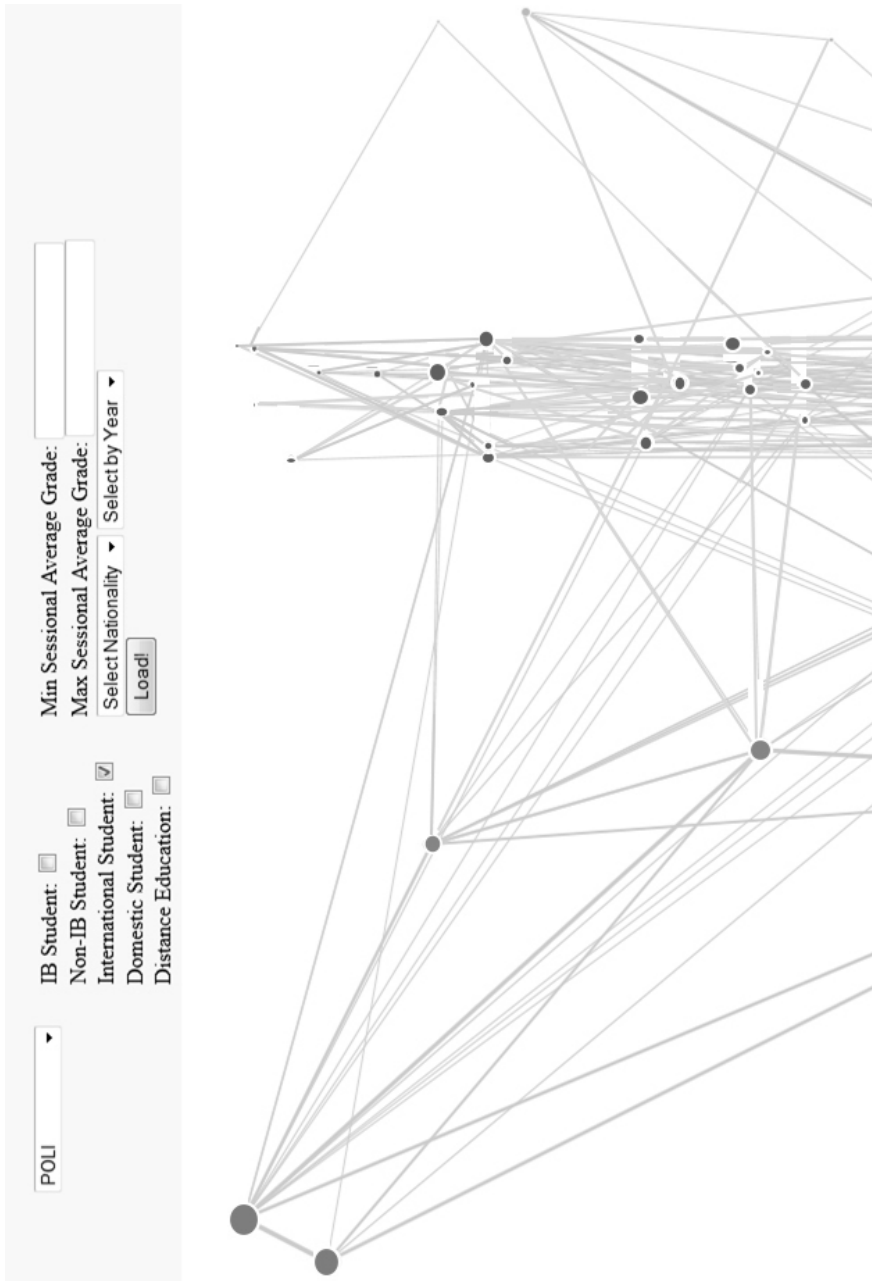 POLI
IB Student:
Non-IB Student:
International Student:
Domestic Student:
Distance Education:
Min Sessional Average Grade:
Max Sessional Average Grade:
Select Nationality
Select by Year
Load!